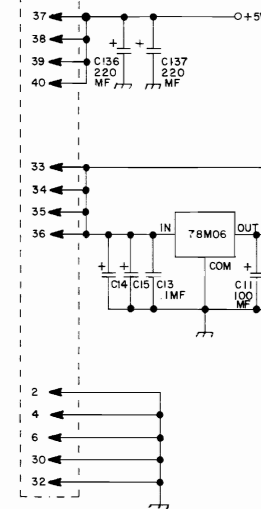 37
+5V
38
+ +
39 C136 C137
220 220
40 MF MF
33
34
35
36 IN 78M06 OUT
COM
+ + +
C14 C15 C13 C11
.1MF 100
MF
2
4
6
30
32